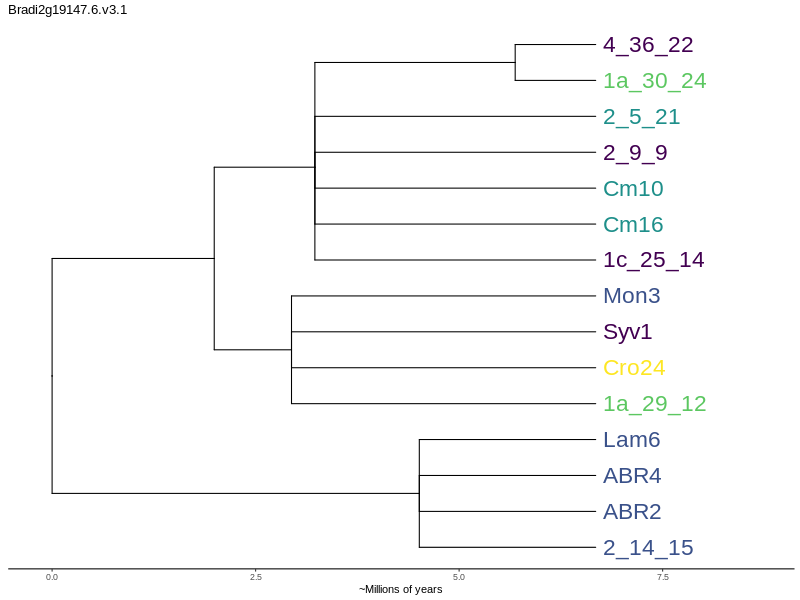 Bradi2g19147.6.v3.1
4_36_22
1a_30_24
2_5_21
2_9_9
Cm10
Cm16
1c_25_14
Mon3
Syv1
Cro24
1a_29_12
Lam6
ABR4
ABR2
2_14_15
0.0 2.5 5.0 7.5
~Millions of years